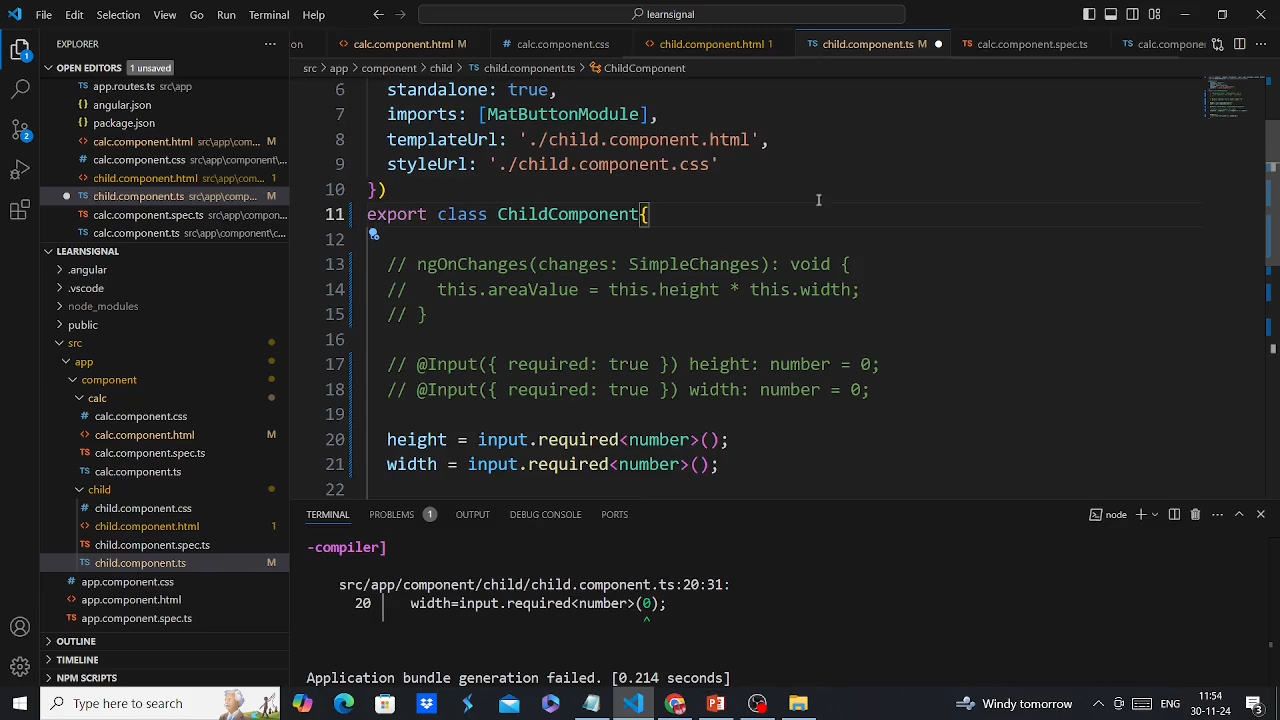 File Edit Selection View Go Run Terminal Help
learnsignal
EXPLORER
on
calc.component.html M
calc.component.css
child.component.html 1
child.component.ts M
calc.component.spec.ts
calc.compone
OPEN EDITORS 1 unsaved
src > app > component > child > child.component.ts > ChildComponent
app.routes.ts src\app
angular.json
package.json
calc.component.html src\app\com... M
calc.component.css src\app\component\...
child.component.html src\app\com... 1
child.component.ts src\app\comp... M
calc.component.spec.ts src\app\compon...
calc.component.ts src\app\component\...
LEARNSIGNAL
.angular
.vscode
node_modules
public
src
app
component
calc
calc.component.css
calc.component.html M
calc.component.spec.ts
calc.component.ts
child
child.component.css
child.component.html 1
child.component.spec.ts
child.component.ts M
app.component.css
app.component.html
app.component.spec.ts
OUTLINE
TIMELINE
NPM SCRIPTS
6 standalone: true,
7 imports: [MatButtonModule],
8 templateUrl: './child.component.html',
9 styleUrl: './child.component.css'
10 })
11 export class ChildComponent{
12
13 // ngOnChanges(changes: SimpleChanges): void {
14 // this.areaValue = this.height * this.width;
15 // }
16
17 // @Input({ required: true }) height: number = 0;
18 // @Input({ required: true }) width: number = 0;
19
20 height = input.required<number>();
21 width = input.required<number>();
22
TERMINAL PROBLEMS 1 OUTPUT DEBUG CONSOLE PORTS
node
-compiler]
src/app/component/child/child.component.ts:20:31:
20 │ width=input.required<number>(0);
^
Application bundle generation failed. [0.214 seconds]
Type here to search
Windy tomorrow
ENG
11:54
30-11-24
3